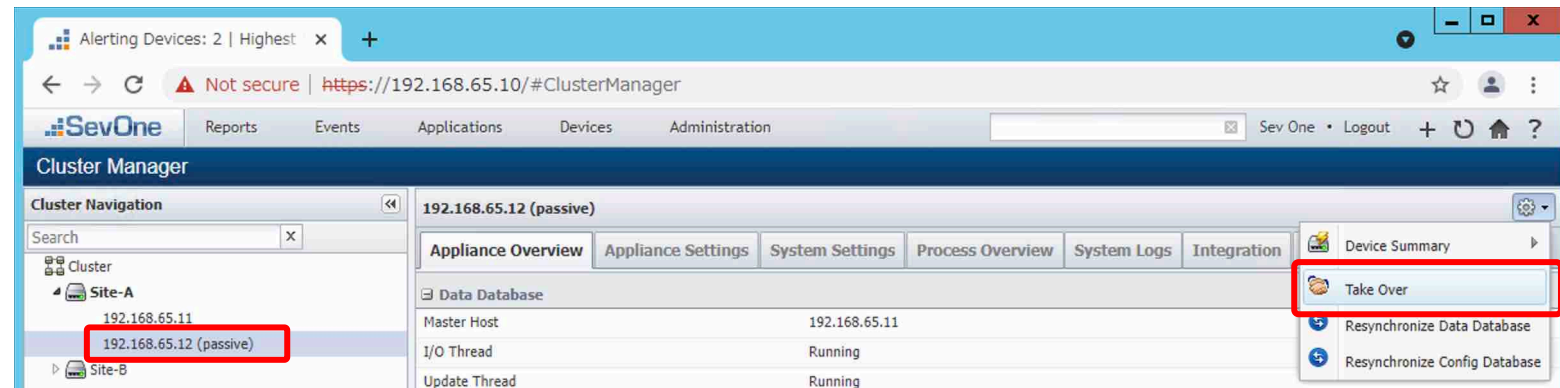 Alerting Devices: 2 | Highest
Not secure | https://192.168.65.10/#ClusterManager
SevOne Reports Events Applications Devices Administration Sev One • Logout + ?
Cluster Manager
Cluster Navigation
192.168.65.12 (passive)
Search X
Appliance Overview Appliance Settings System Settings Process Overview System Logs Integration
Device Summary
Cluster
Site-A
Data Database
Take Over
192.168.65.11
Master Host 192.168.65.11
Resynchronize Data Database
192.168.65.12 (passive)
I/O Thread Running
Resynchronize Config Database
Site-B
Update Thread Running